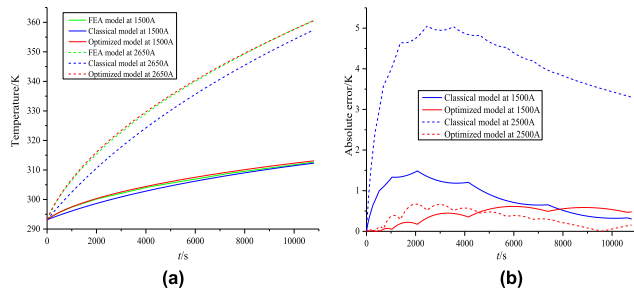 FEA model at 1500A
Classical model at 1500A
Optimized model at 1500A
FEA model at 2650A
Classical model at 2650A
Optimized model at 2650A
Temperature/K
360
350
340
330
320
310
300
290
0
2000
4000
6000
8000
10000
t/s
(a)
Classical model at 1500A
Optimized model at 1500A
Classical model at 2500A
Optimized model at 2500A
Absolute error/K
5
4
3
2
1
0
0
2000
4000
6000
8000
10000
t/s
(b)